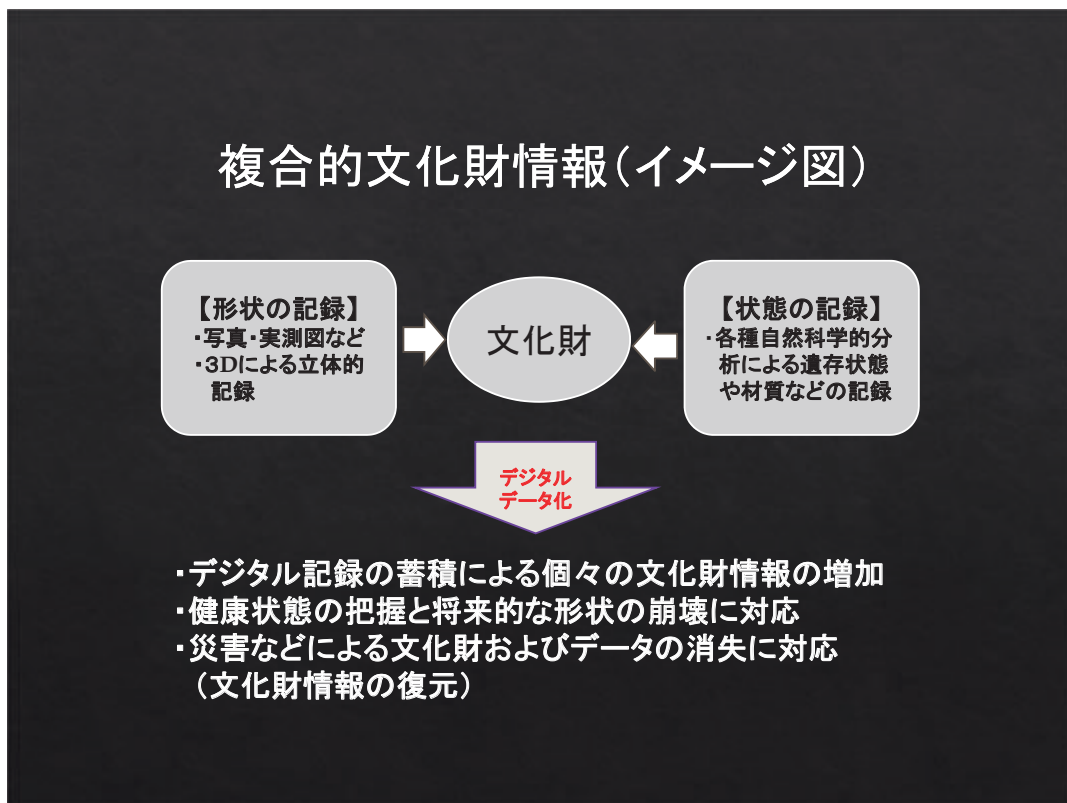 複合的文化財情報(イメージ図)
【形状の記録】
・写真・実測図など
・3Dによる立体的
記録
文化財
【状態の記録】
・各種自然科学的分
析による遺存状態
や材質などの記録
デジタル
データ化
・デジタル記録の蓄積による個々の文化財情報の増加
・健康状態の把握と将来的な形状の崩壊に対応
・災害などによる文化財およびデータの消失に対応
(文化財情報の復元)